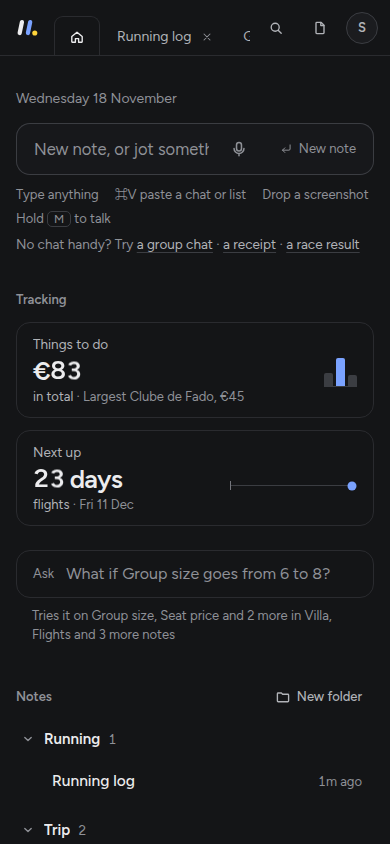 Running log
S
Wednesday 18 November
New note, or jot someth
New note
Type anything ⌘V paste a chat or list Drop a screenshot
Hold M to talk
No chat handy? Try a group chat · a receipt · a race result
Tracking
Things to do
€83
in total · Largest Clube de Fado, €45
Next up
23 days
flights · Fri 11 Dec
Ask What if Group size goes from 6 to 8?
Tries it on Group size, Seat price and 2 more in Villa,
Flights and 3 more notes
Notes
New folder
Running 1
Running log 1m ago
Trip 2